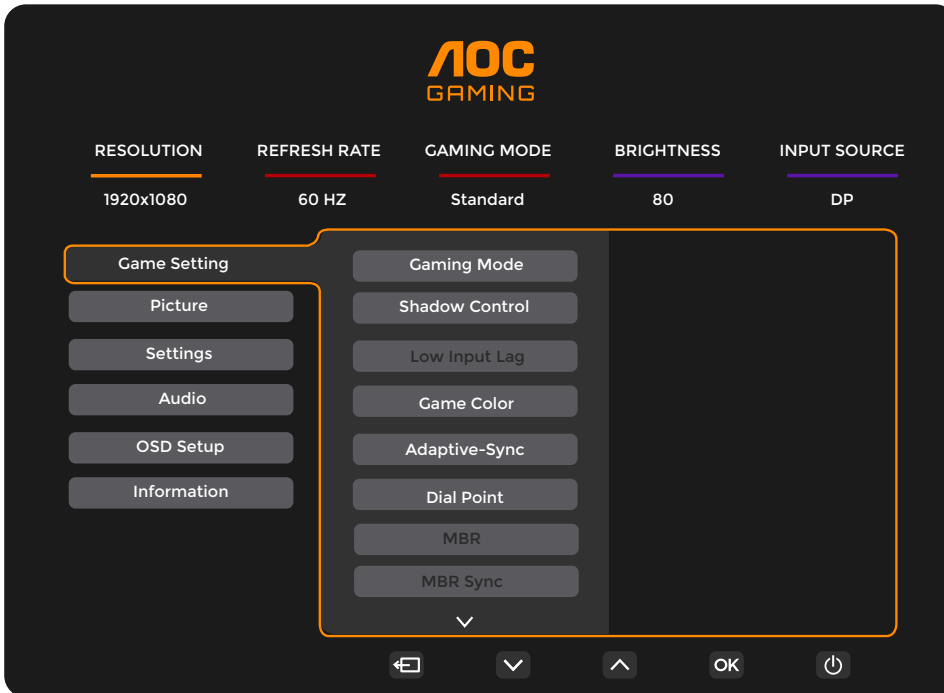 AOC
GAMING
RESOLUTION REFRESH RATE GAMING MODE BRIGHTNESS INPUT SOURCE
1920x1080 60 HZ Standard 80 DP
Game Setting
Picture
Settings
Audio
OSD Setup
Information
Gaming Mode
Shadow Control
Low Input Lag
Game Color
Adaptive-Sync
Dial Point
MBR
MBR Sync
OK